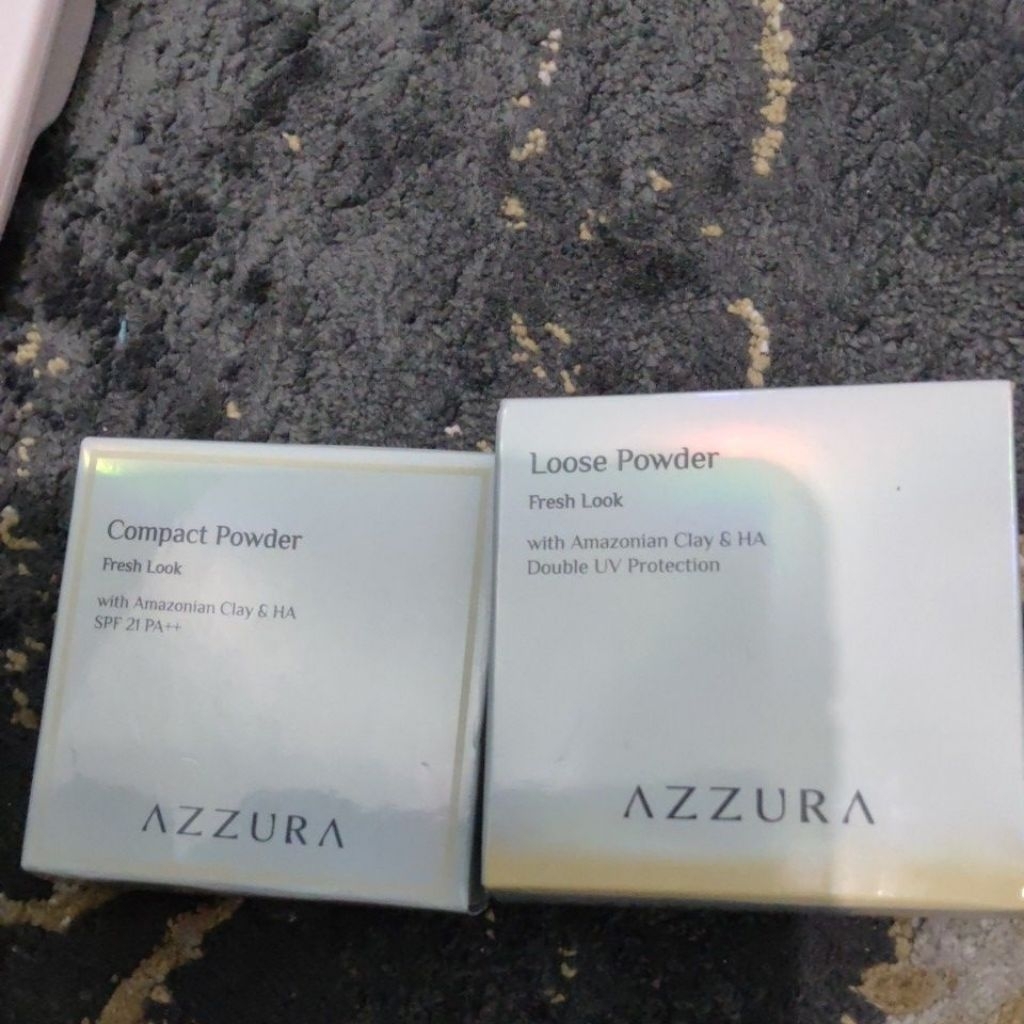 Compact Powder
Fresh Look
with Amazonian Clay & HA
SPF 21 PA++
AZZURA
Loose Powder
Fresh Look
with Amazonian Clay & HA
Double UV Protection
AZZURA